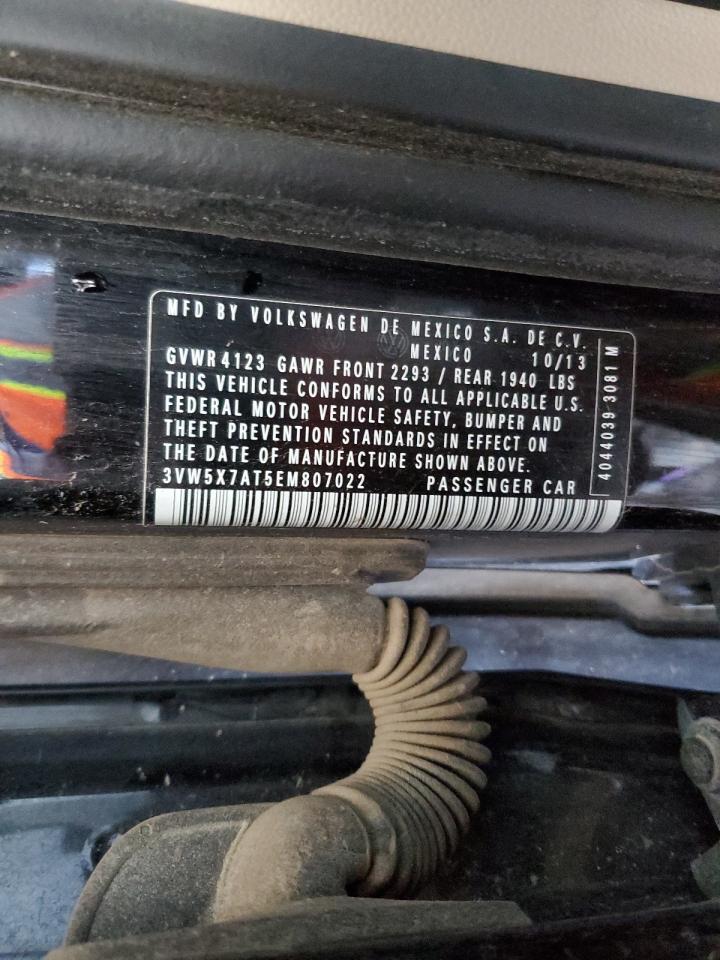 MFD BY VOLKSWAGEN DE MEXICO S.A. DE C.V.
MEXICO 10/13
GVWR 4123 GAWR FRONT 2293 / REAR 1940 LBS
THIS VEHICLE CONFORMS TO ALL APPLICABLE U.S.
FEDERAL MOTOR VEHICLE SAFETY, BUMPER AND
THEFT PREVENTION STANDARDS IN EFFECT ON
THE DATE OF MANUFACTURE SHOWN ABOVE.
3VW5X7AT5EM807022 PASSENGER CAR
4044039 3081 M